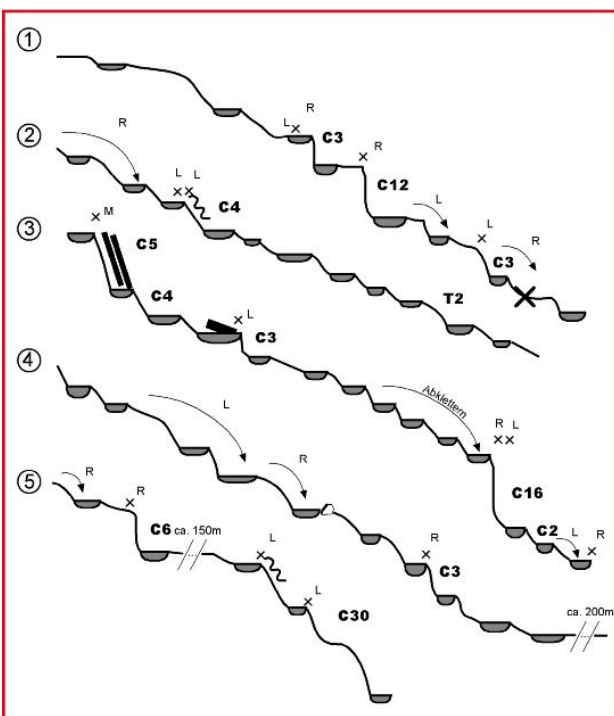 ①
R
L
C3
R
C12
L
L
R
C3
②
R
L L
C4
T2
③
M
C5
C4
L
C3
Abklettern
R L
C16
C2
L
R
④
L
R
R
C3
ca. 200m
⑤
R
R
C6 ca. 150m
L
L
C30